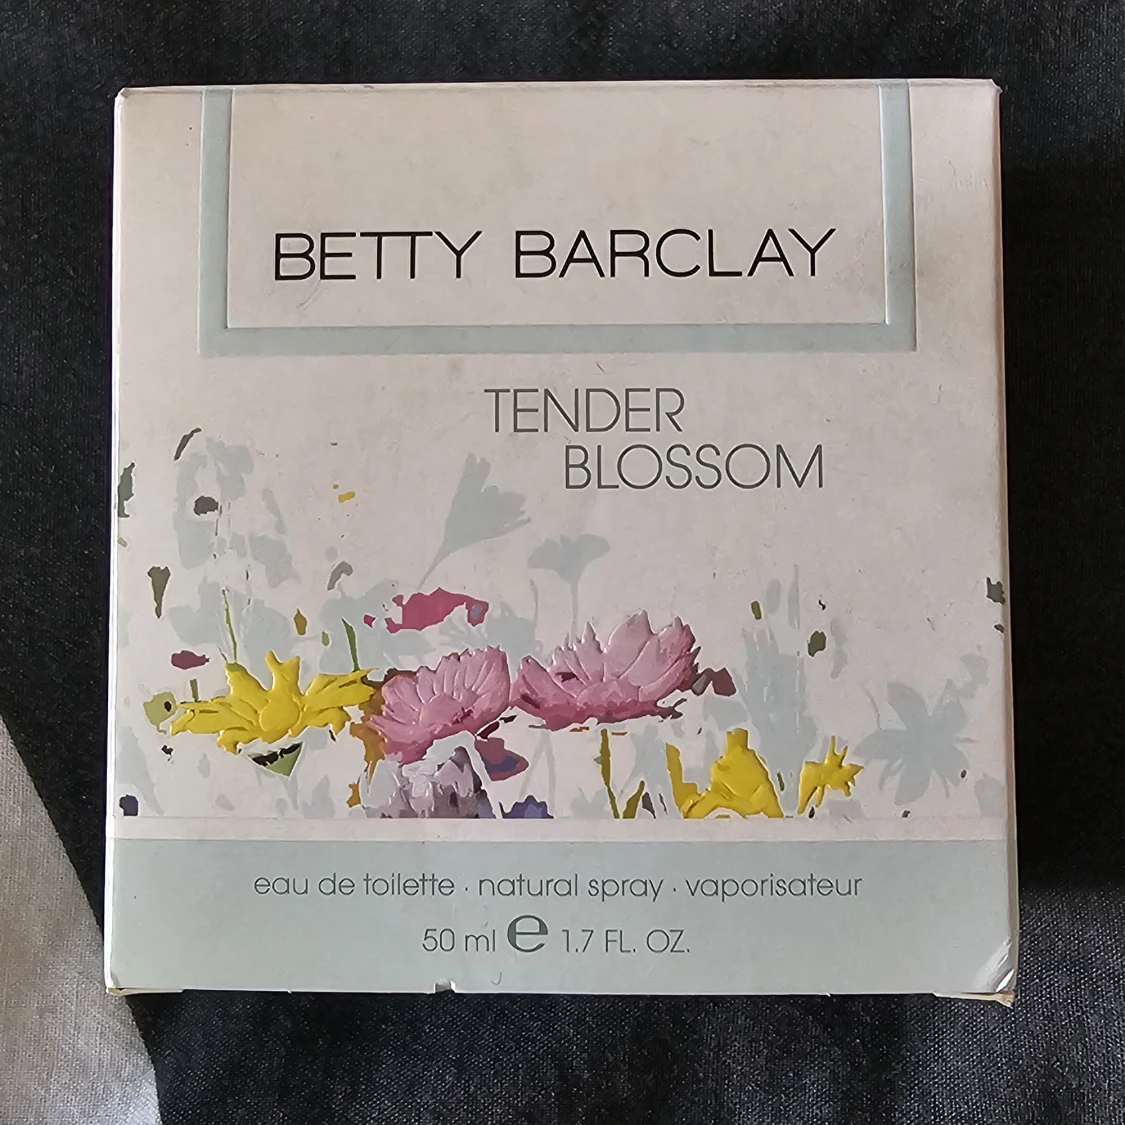 BETTY BARCLAY
TENDER
BLOSSOM
eau de toilette · natural spray · vaporisateur
50 ml ℮ 1.7 FL. OZ.